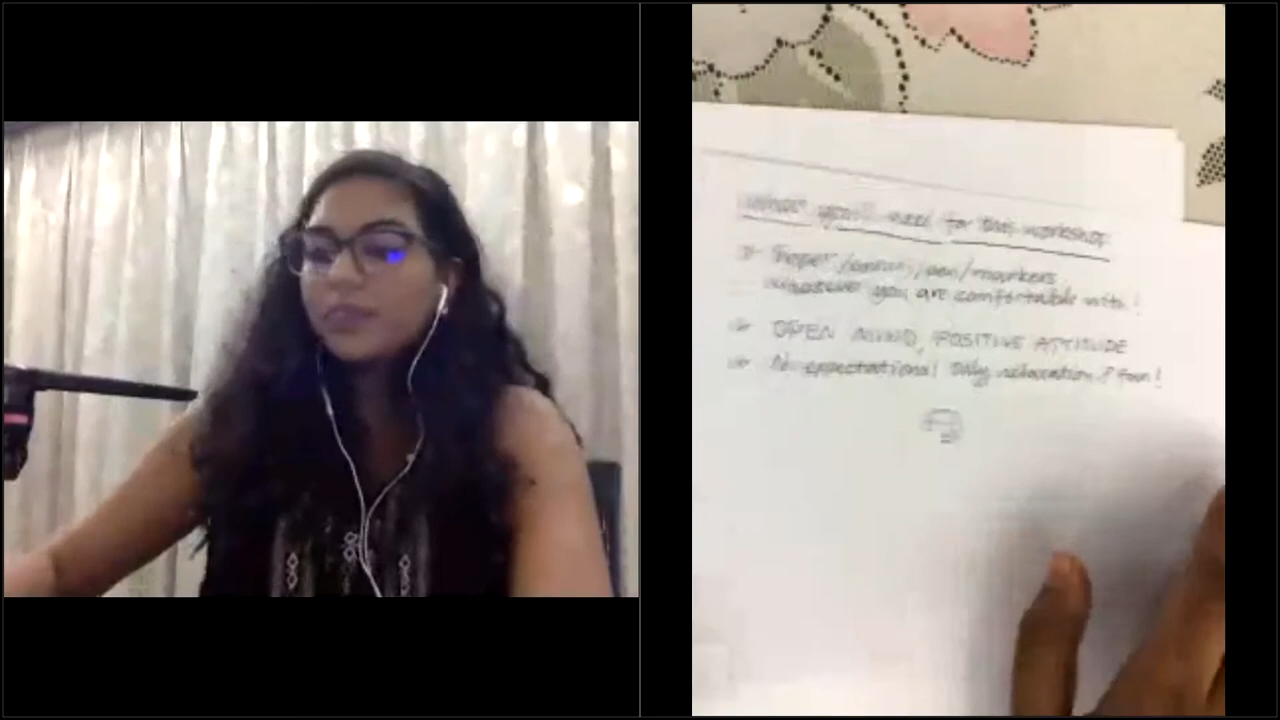 What you'll need for this workshop
Paper/pencil/pen/markers
whatever you are comfortable with!
OPEN MIND, POSITIVE ATTITUDE
No expectations! Only relaxation & fun!